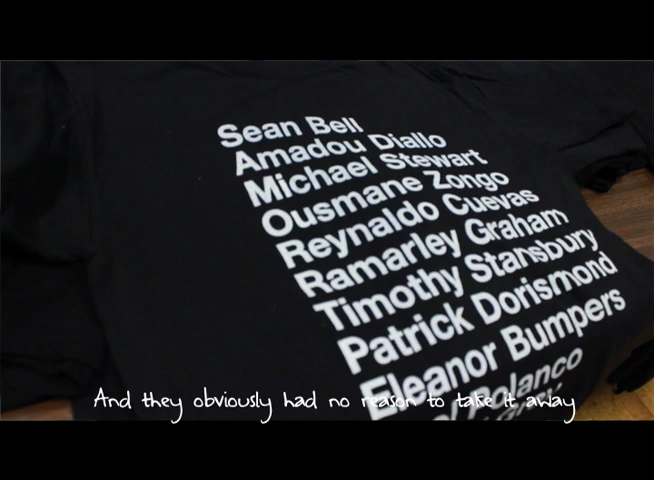 Sean Bell
Amadou Diallo
Michael Stewart
Ousmane Zongo
Reynaldo Cuevas
Ramarley Graham
Timothy Stansbury
Patrick Dorismond
Eleanor Bumpers
Polanco
And they obviously had no reason to take it away